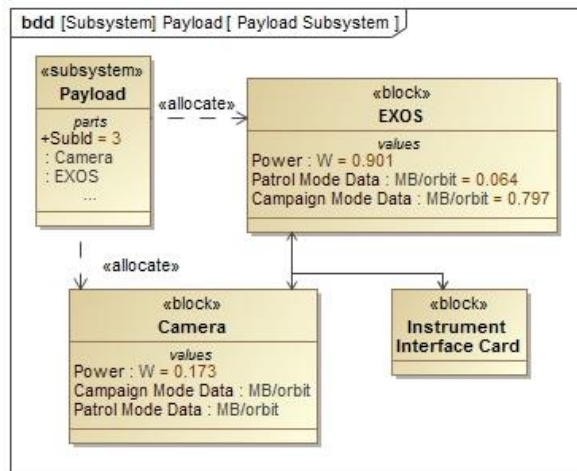 bdd [Subsystem] Payload [ Payload Subsystem ]
«subsystem»
Payload
parts
+SubId = 3
: Camera
: EXOS
...
«allocate»
«block»
EXOS
values
Power : W = 0.901
Patrol Mode Data : MB/orbit = 0.064
Campaign Mode Data : MB/orbit = 0.797
«allocate»
«block»
Camera
values
Power : W = 0.173
Campaign Mode Data : MB/orbit
Patrol Mode Data : MB/orbit
«block»
Instrument
Interface Card